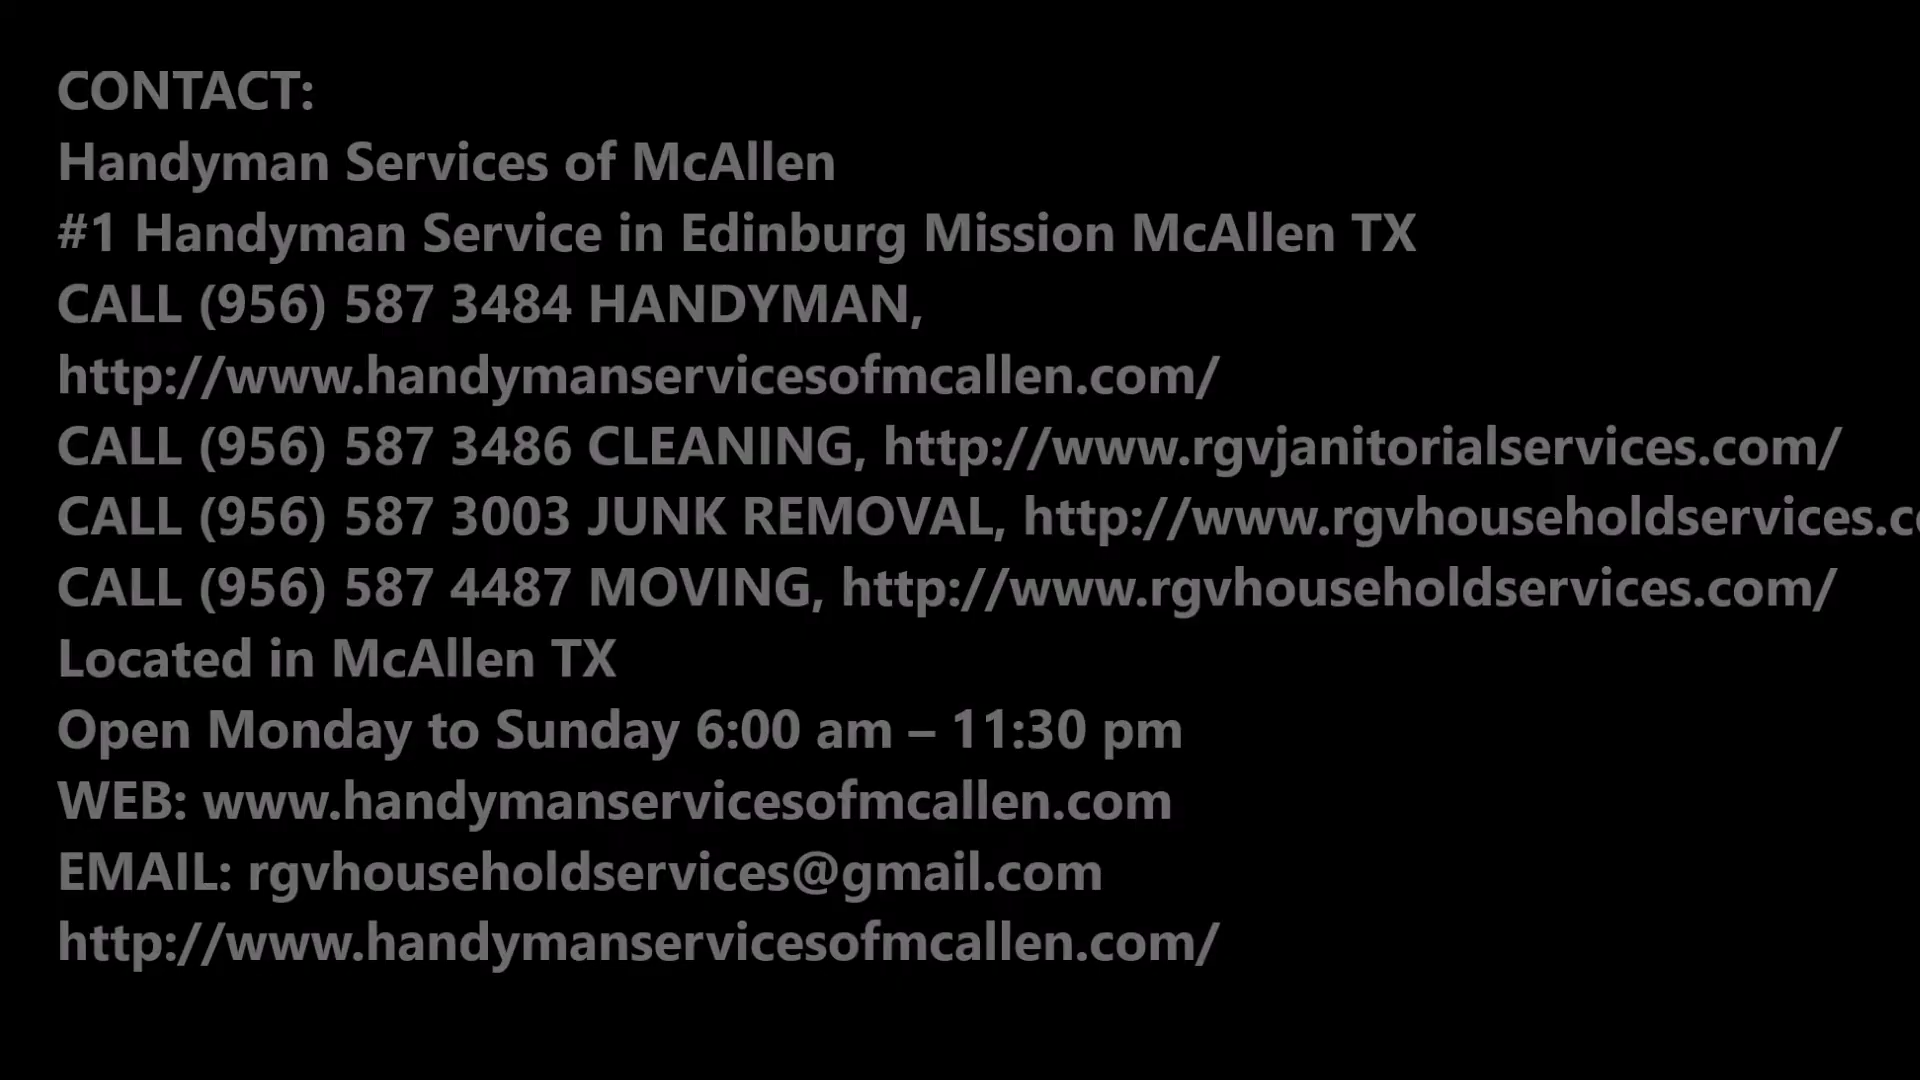 CONTACT:
Handyman Services of McAllen
#1 Handyman Service in Edinburg Mission McAllen TX
CALL (956) 587 3484 HANDYMAN,
http://www.handymanservicesofmcallen.com/
CALL (956) 587 3486 CLEANING, http://www.rgvjanitorialservices.com/
CALL (956) 587 3003 JUNK REMOVAL, http://www.rgvhouseholdservices.c
CALL (956) 587 4487 MOVING, http://www.rgvhouseholdservices.com/
Located in McAllen TX
Open Monday to Sunday 6:00 am – 11:30 pm
WEB: www.handymanservicesofmcallen.com
EMAIL: rgvhouseholdservices@gmail.com
http://www.handymanservicesofmcallen.com/